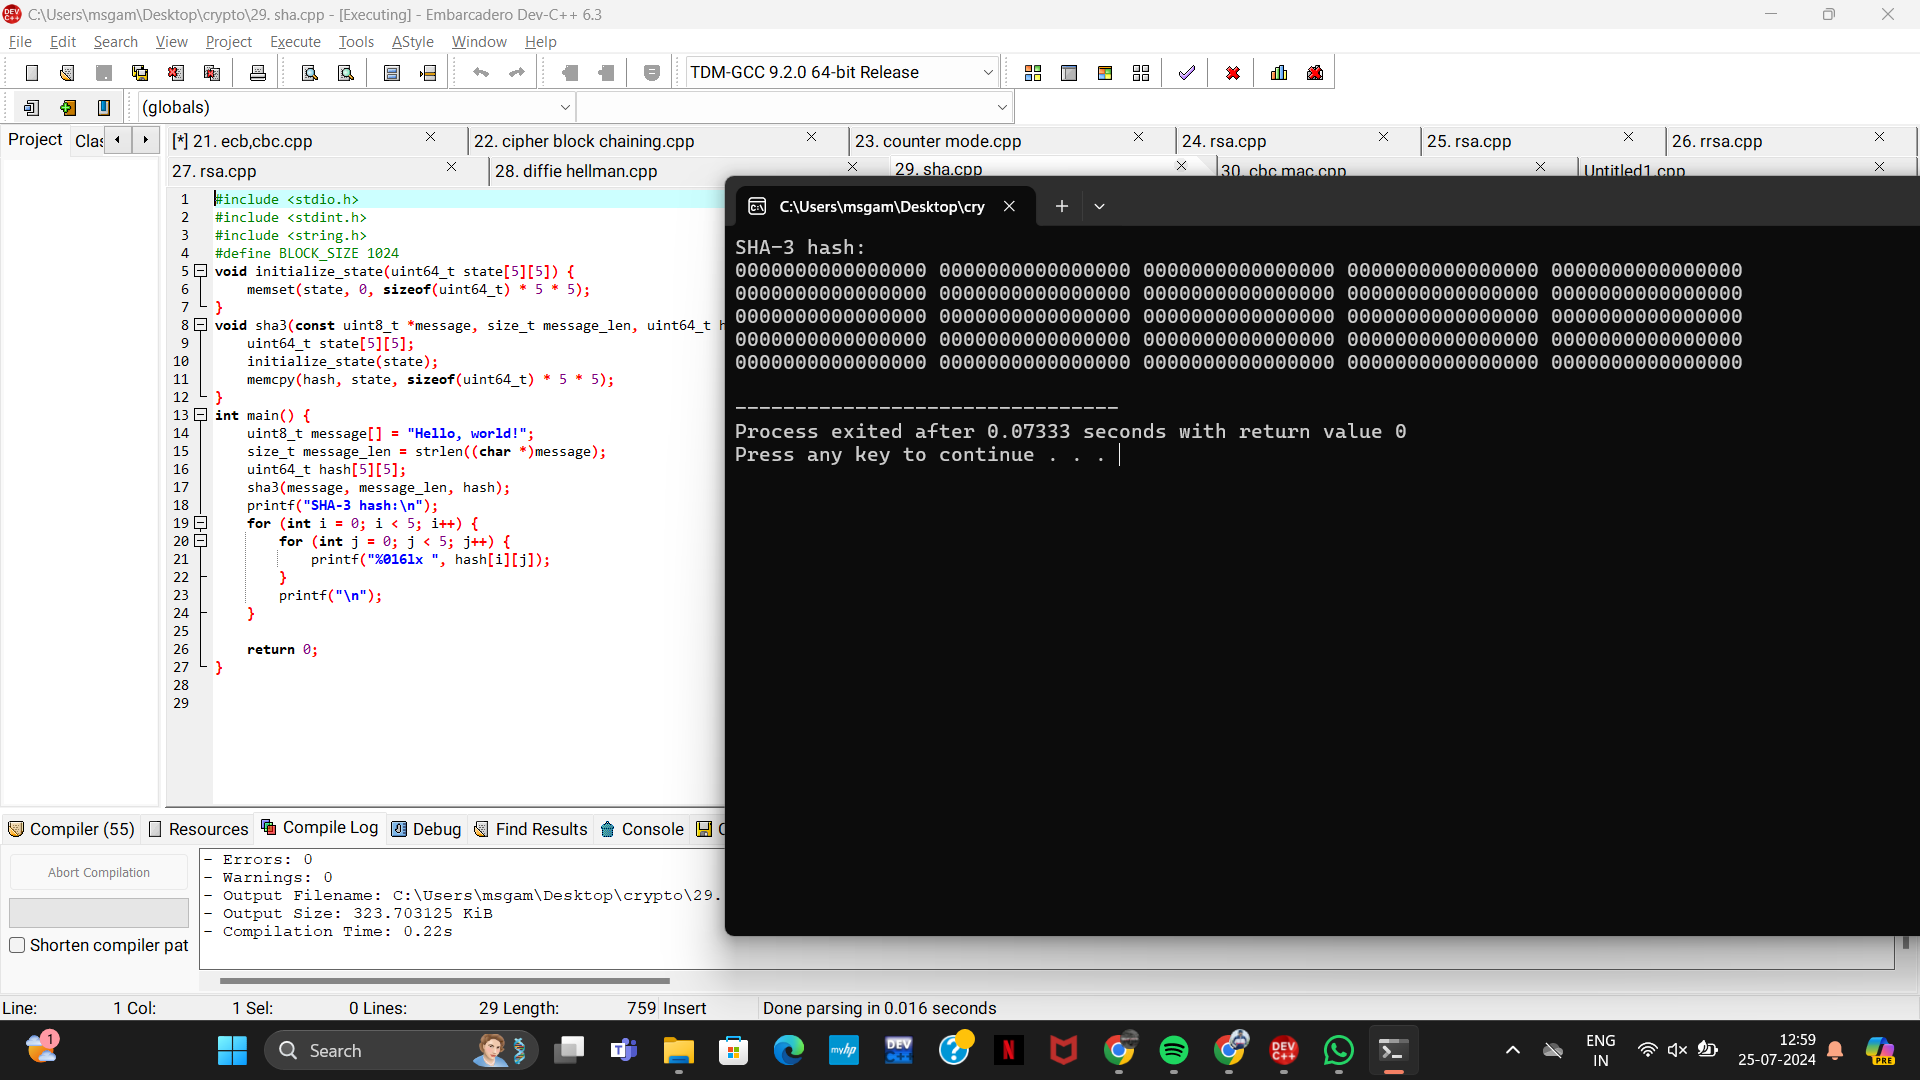 C:\Users\msgam\Desktop\crypto\29. sha.cpp - [Executing] - Embarcadero Dev-C++ 6.3
File Edit Search View Project Execute Tools AStyle Window Help
TDM-GCC 9.2.0 64-bit Release
(globals)
Project Clas
[*] 21. ecb,cbc.cpp 22. cipher block chaining.cpp 23. counter mode.cpp 24. rsa.cpp 25. rsa.cpp 26. rrsa.cpp
27. rsa.cpp 28. diffie hellman.cpp 29. sha.cpp 30. cbc mac.cpp Untitled1.cpp
1 #include <stdio.h>
2 #include <stdint.h>
3 #include <string.h>
4 #define BLOCK_SIZE 1024
5 void initialize_state(uint64_t state[5][5]) {
6 memset(state, 0, sizeof(uint64_t) * 5 * 5);
7 }
8 void sha3(const uint8_t *message, size_t message_len, uint64_t h
9 uint64_t state[5][5];
10 initialize_state(state);
11 memcpy(hash, state, sizeof(uint64_t) * 5 * 5);
12 }
13 int main() {
14 uint8_t message[] = "Hello, world!";
15 size_t message_len = strlen((char *)message);
16 uint64_t hash[5][5];
17 sha3(message, message_len, hash);
18 printf("SHA-3 hash:\n");
19 for (int i = 0; i < 5; i++) {
20 for (int j = 0; j < 5; j++) {
21 printf("%016lx ", hash[i][j]);
22 }
23 printf("\n");
24 }
25
26 return 0;
27 }
28
29
C:\Users\msgam\Desktop\cry
SHA-3 hash:
0000000000000000 0000000000000000 0000000000000000 0000000000000000 0000000000000000
0000000000000000 0000000000000000 0000000000000000 0000000000000000 0000000000000000
0000000000000000 0000000000000000 0000000000000000 0000000000000000 0000000000000000
0000000000000000 0000000000000000 0000000000000000 0000000000000000 0000000000000000
0000000000000000 0000000000000000 0000000000000000 0000000000000000 0000000000000000
--------------------------------
Process exited after 0.07333 seconds with return value 0
Press any key to continue . . .
Compiler (55) Resources Compile Log Debug Find Results Console
Abort Compilation
Shorten compiler pat
- Errors: 0
- Warnings: 0
- Output Filename: C:\Users\msgam\Desktop\crypto\29.
- Output Size: 323.703125 KiB
- Compilation Time: 0.22s
Line: 1 Col: 1 Sel: 0 Lines: 29 Length: 759 Insert Done parsing in 0.016 seconds
1
Search
myhp
DEV C++
N
DEV C++
ENG
IN
12:59
25-07-2024
PRE